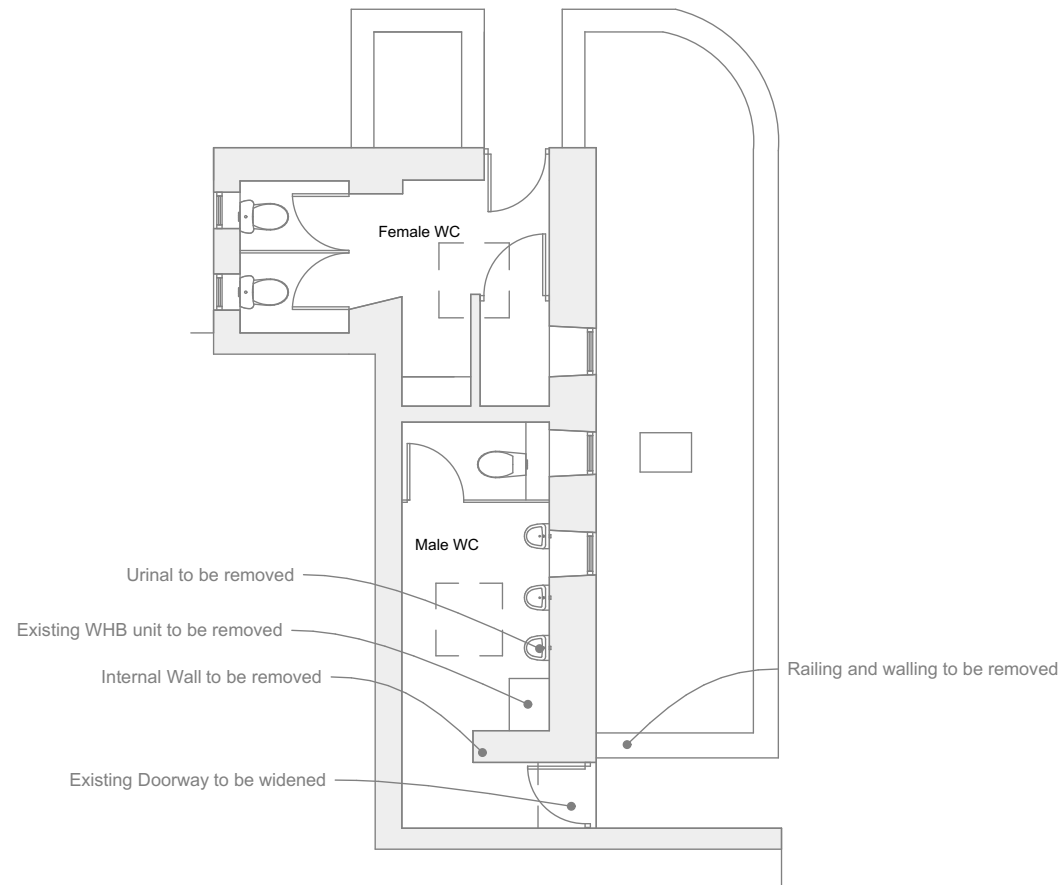 Female WC
Male WC
Urinal to be removed
Existing WHB unit to be removed
Internal Wall to be removed
Railing and walling to be removed
Existing Doorway to be widened